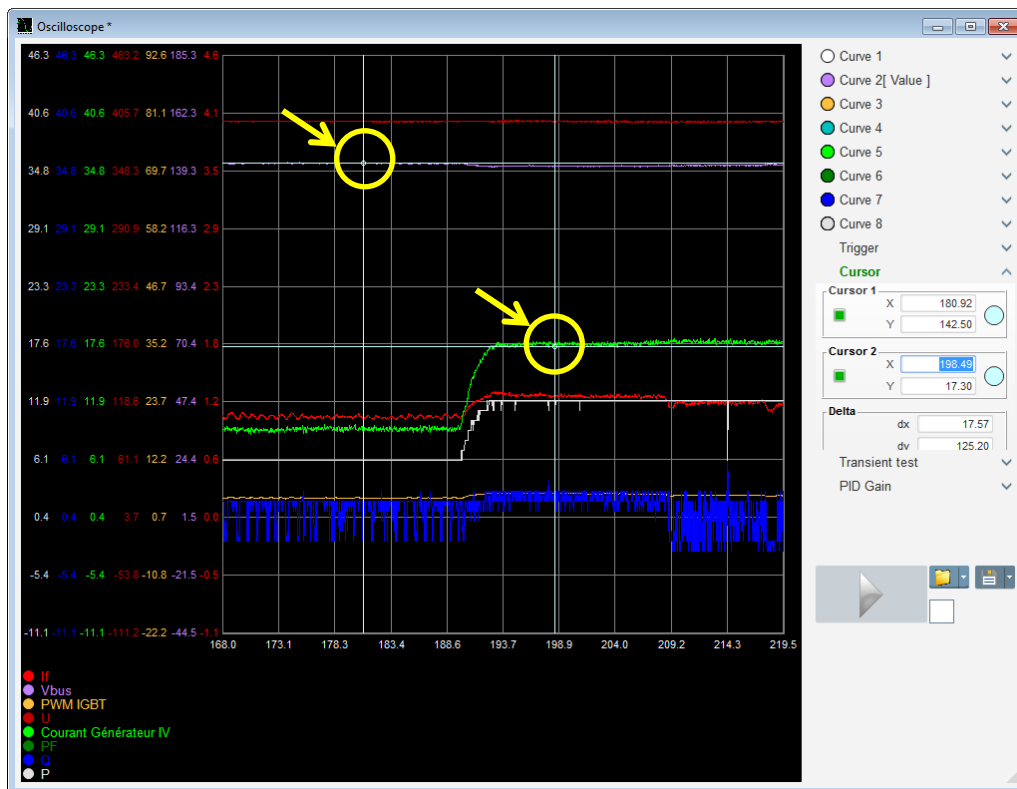 Oscilloscope *
46.3 46.3 46.3 463.2 92.6 185.3 4.6
40.6 40.6 40.6 405.7 81.1 162.3 4.1
34.8 34.8 34.8 348.3 69.7 139.3 3.5
29.1 29.1 29.1 290.9 58.2 116.3 2.9
23.3 23.3 23.3 233.4 46.7 93.4 2.3
17.6 17.6 17.6 176.0 35.2 70.4 1.8
11.9 11.9 11.9 118.6 23.7 47.4 1.2
6.1 6.1 6.1 61.1 12.2 24.4 0.6
0.4 0.4 0.4 3.7 0.7 1.5 0.0
-5.4 -5.4 -5.4 -53.8 -10.8 -21.5 -0.5
-11.1 -11.1 -11.1 -111.2 -22.2 -44.5 -1.1
168.0 173.1 178.3 183.4 188.6 193.7 198.9 204.0 209.2 214.3 219.5
If
Vbus
PWM IGBT
U
Courant Générateur IV
PF
Q
P
Curve 1
Curve 2[ Value ]
Curve 3
Curve 4
Curve 5
Curve 6
Curve 7
Curve 8
Trigger
Cursor
Cursor 1
X 180.92
Y 142.50
Cursor 2
X 198.49
Y 17.30
Delta
dx 17.57
dy 125.20
Transient test
PID Gain